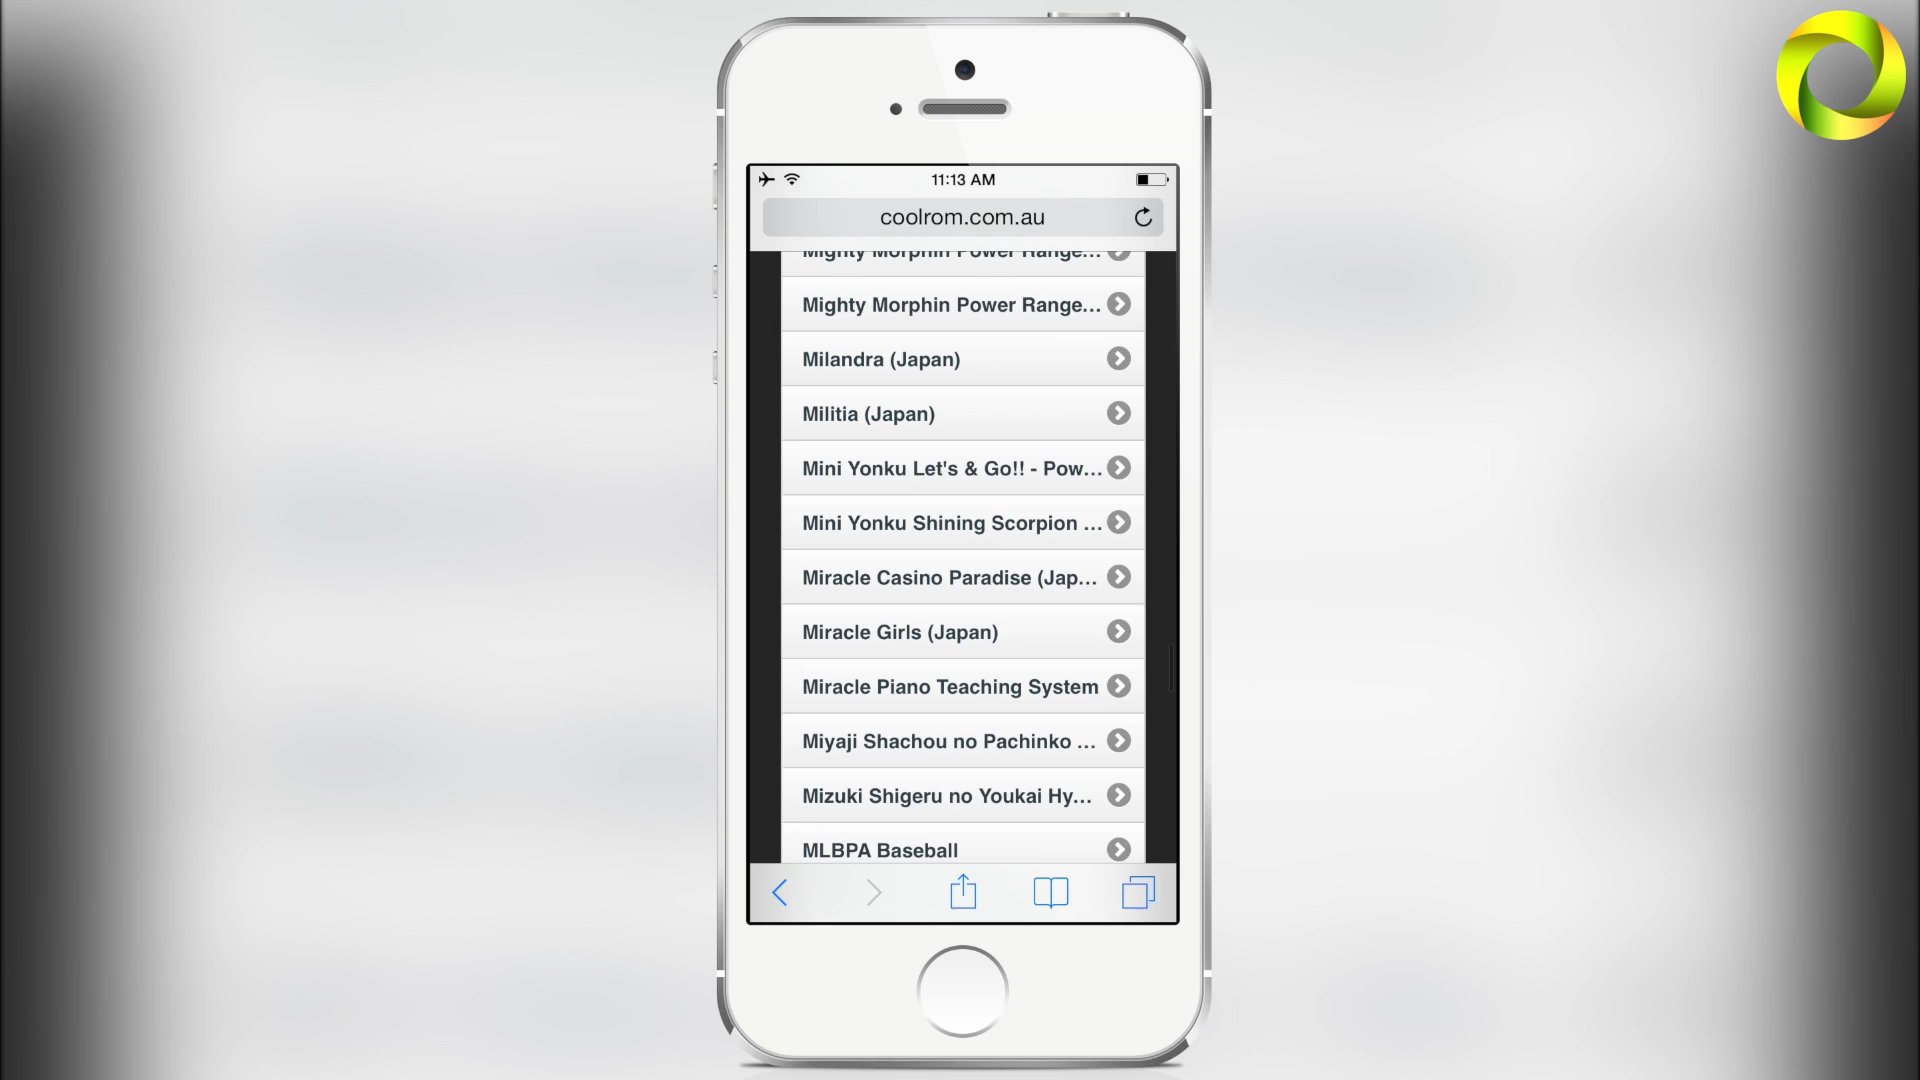 11:13 AM
coolrom.com.au
Mighty Morphin Power Range...
Mighty Morphin Power Range...
Milandra (Japan)
Militia (Japan)
Mini Yonku Let's & Go!! - Pow...
Mini Yonku Shining Scorpion ...
Miracle Casino Paradise (Jap...
Miracle Girls (Japan)
Miracle Piano Teaching System
Miyaji Shachou no Pachinko ...
Mizuki Shigeru no Youkai Hy...
MLBPA Baseball